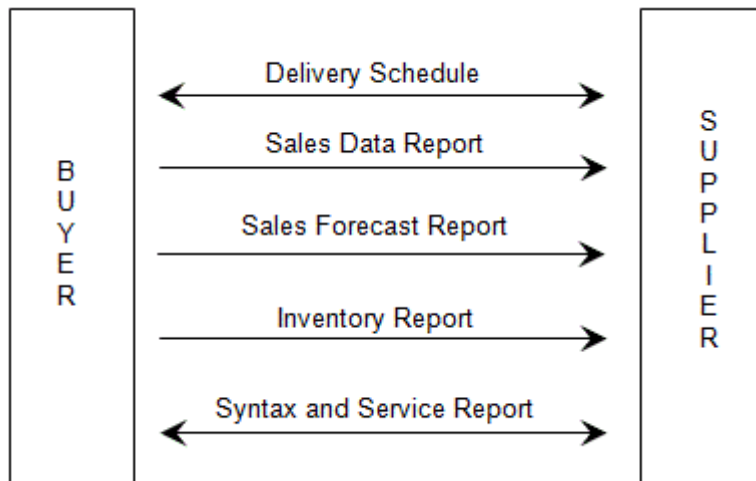 BUYER
Delivery Schedule
Sales Data Report
Sales Forecast Report
Inventory Report
Syntax and Service Report
SUPPLIER